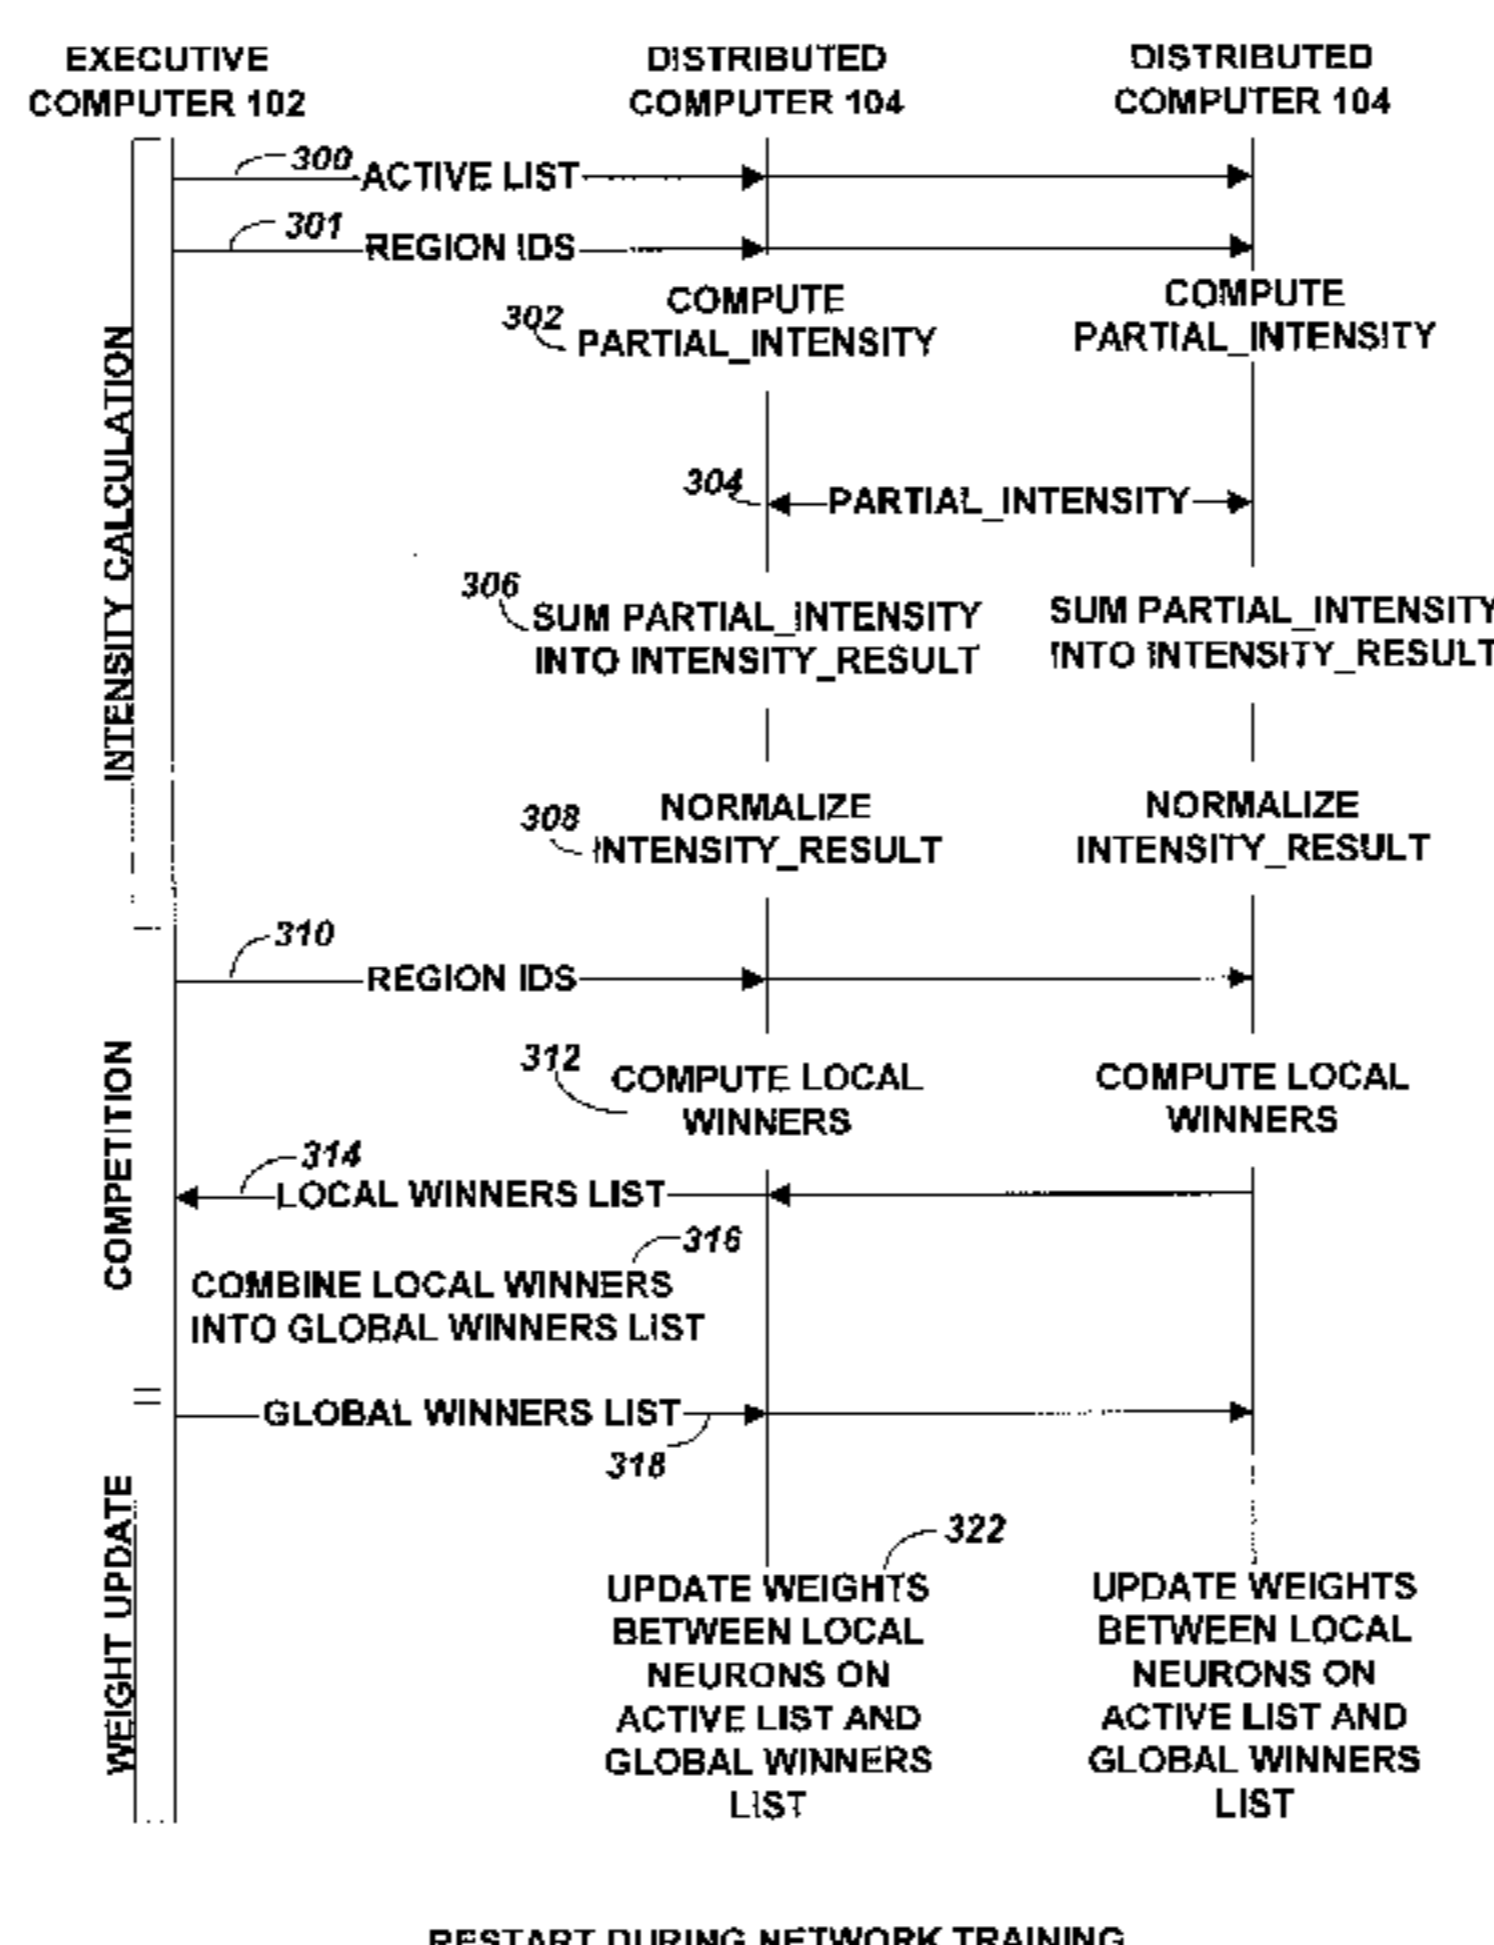 EXECUTIVE
COMPUTER 102
DISTRIBUTED
COMPUTER 104
DISTRIBUTED
COMPUTER 104
INTENSITY CALCULATION
300
ACTIVE LIST
301
REGION IDS
302
COMPUTE
PARTIAL_INTENSITY
COMPUTE
PARTIAL_INTENSITY
304
PARTIAL_INTENSITY
306
SUM PARTIAL_INTENSITY
INTO INTENSITY_RESULT
SUM PARTIAL_INTENSITY
INTO INTENSITY_RESULT
308
NORMALIZE
INTENSITY_RESULT
NORMALIZE
INTENSITY_RESULT
COMPETITION
310
REGION IDS
312
COMPUTE LOCAL
WINNERS
COMPUTE LOCAL
WINNERS
314
LOCAL WINNERS LIST
316
COMBINE LOCAL WINNERS
INTO GLOBAL WINNERS LIST
WEIGHT UPDATE
GLOBAL WINNERS LIST
318
322
UPDATE WEIGHTS
BETWEEN LOCAL
NEURONS ON
ACTIVE LIST AND
GLOBAL WINNERS
LIST
UPDATE WEIGHTS
BETWEEN LOCAL
NEURONS ON
ACTIVE LIST AND
GLOBAL WINNERS
LIST
RESTART DURING NETWORK TRAINING